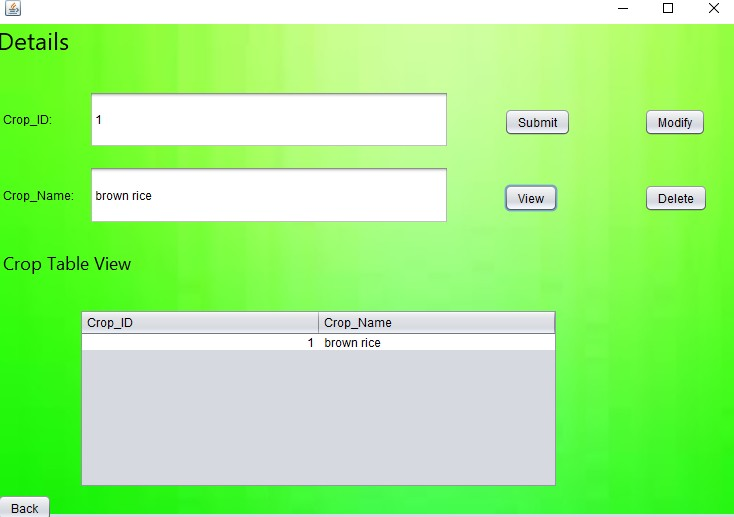 Details
Crop_ID: 1 Submit Modify
Crop_Name: brown rice View Delete
Crop Table View
Crop_ID Crop_Name
1 brown rice
Back